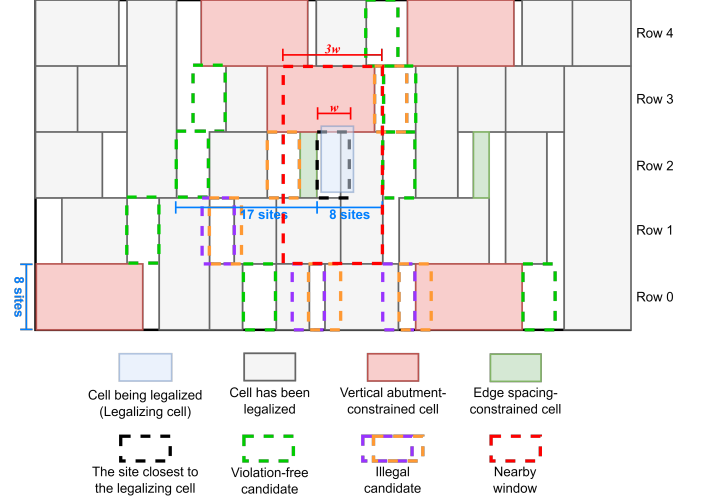 Row 4
3w
Row 3
w
Row 2
17 sites
8 sites
Row 1
8 sites
Row 0
Cell being legalized
(Legalizing cell)
Cell has been
legalized
Vertical abutment-
constrained cell
Edge spacing-
constrained cell
The site closest to
the legalizing cell
Violation-free
candidate
Illegal
candidate
Nearby
window